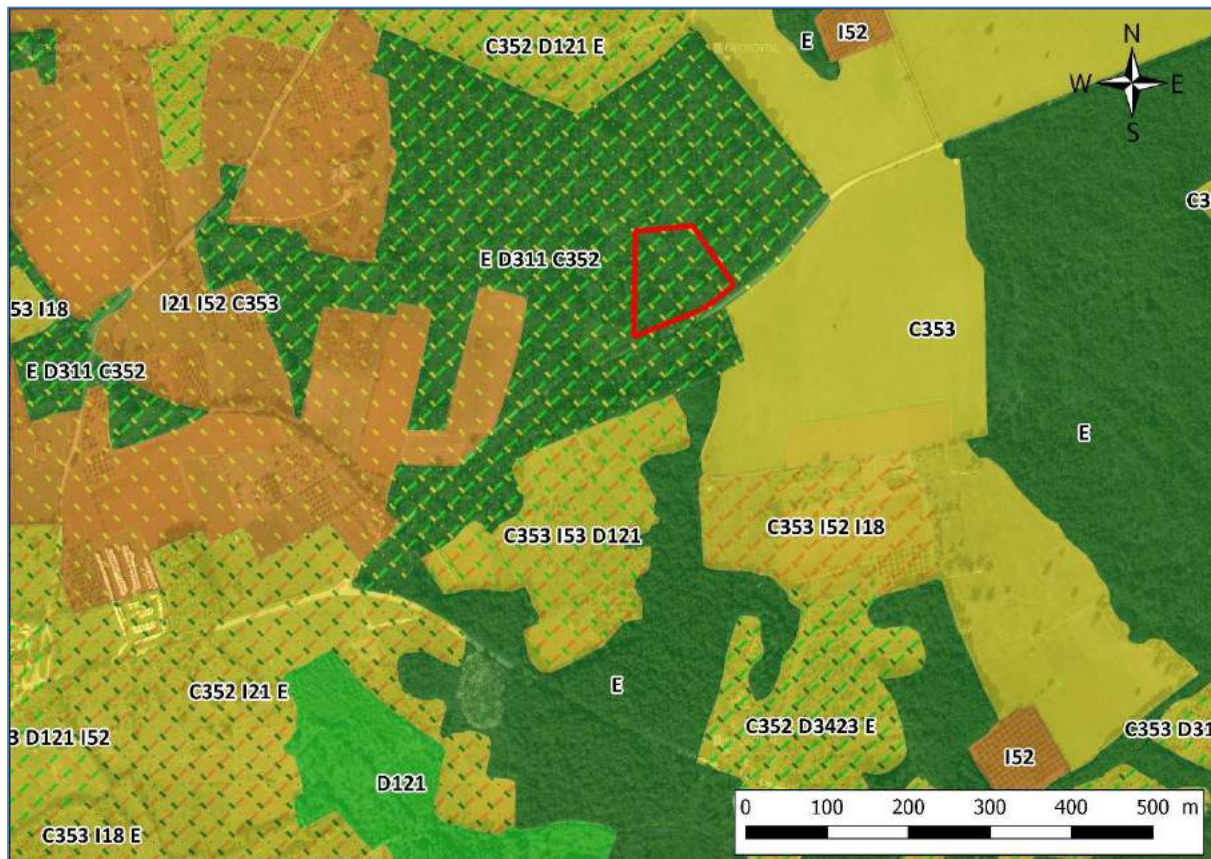 C352 D121 E
E
I52
N
W
E
S
E D311 C352
I21 I52 C353
53 I18
C353
E D311 C352
E
C353 I53 D121
C353 I52 I18
C352 I21 E
E
3 D121 I52
C352 D3423 E
C353 D31
I52
D121
C353 I18 E
0 100 200 300 400 500 m